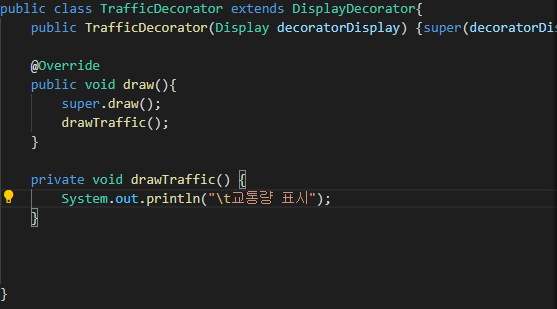 public class TrafficDecorator extends DisplayDecorator{
public TrafficDecorator(Display decoratorDisplay) {super(decoratorDis
@Override
public void draw(){
super.draw();
drawTraffic();
}
private void drawTraffic() {
System.out.println("\t교통량 표시");
}
}